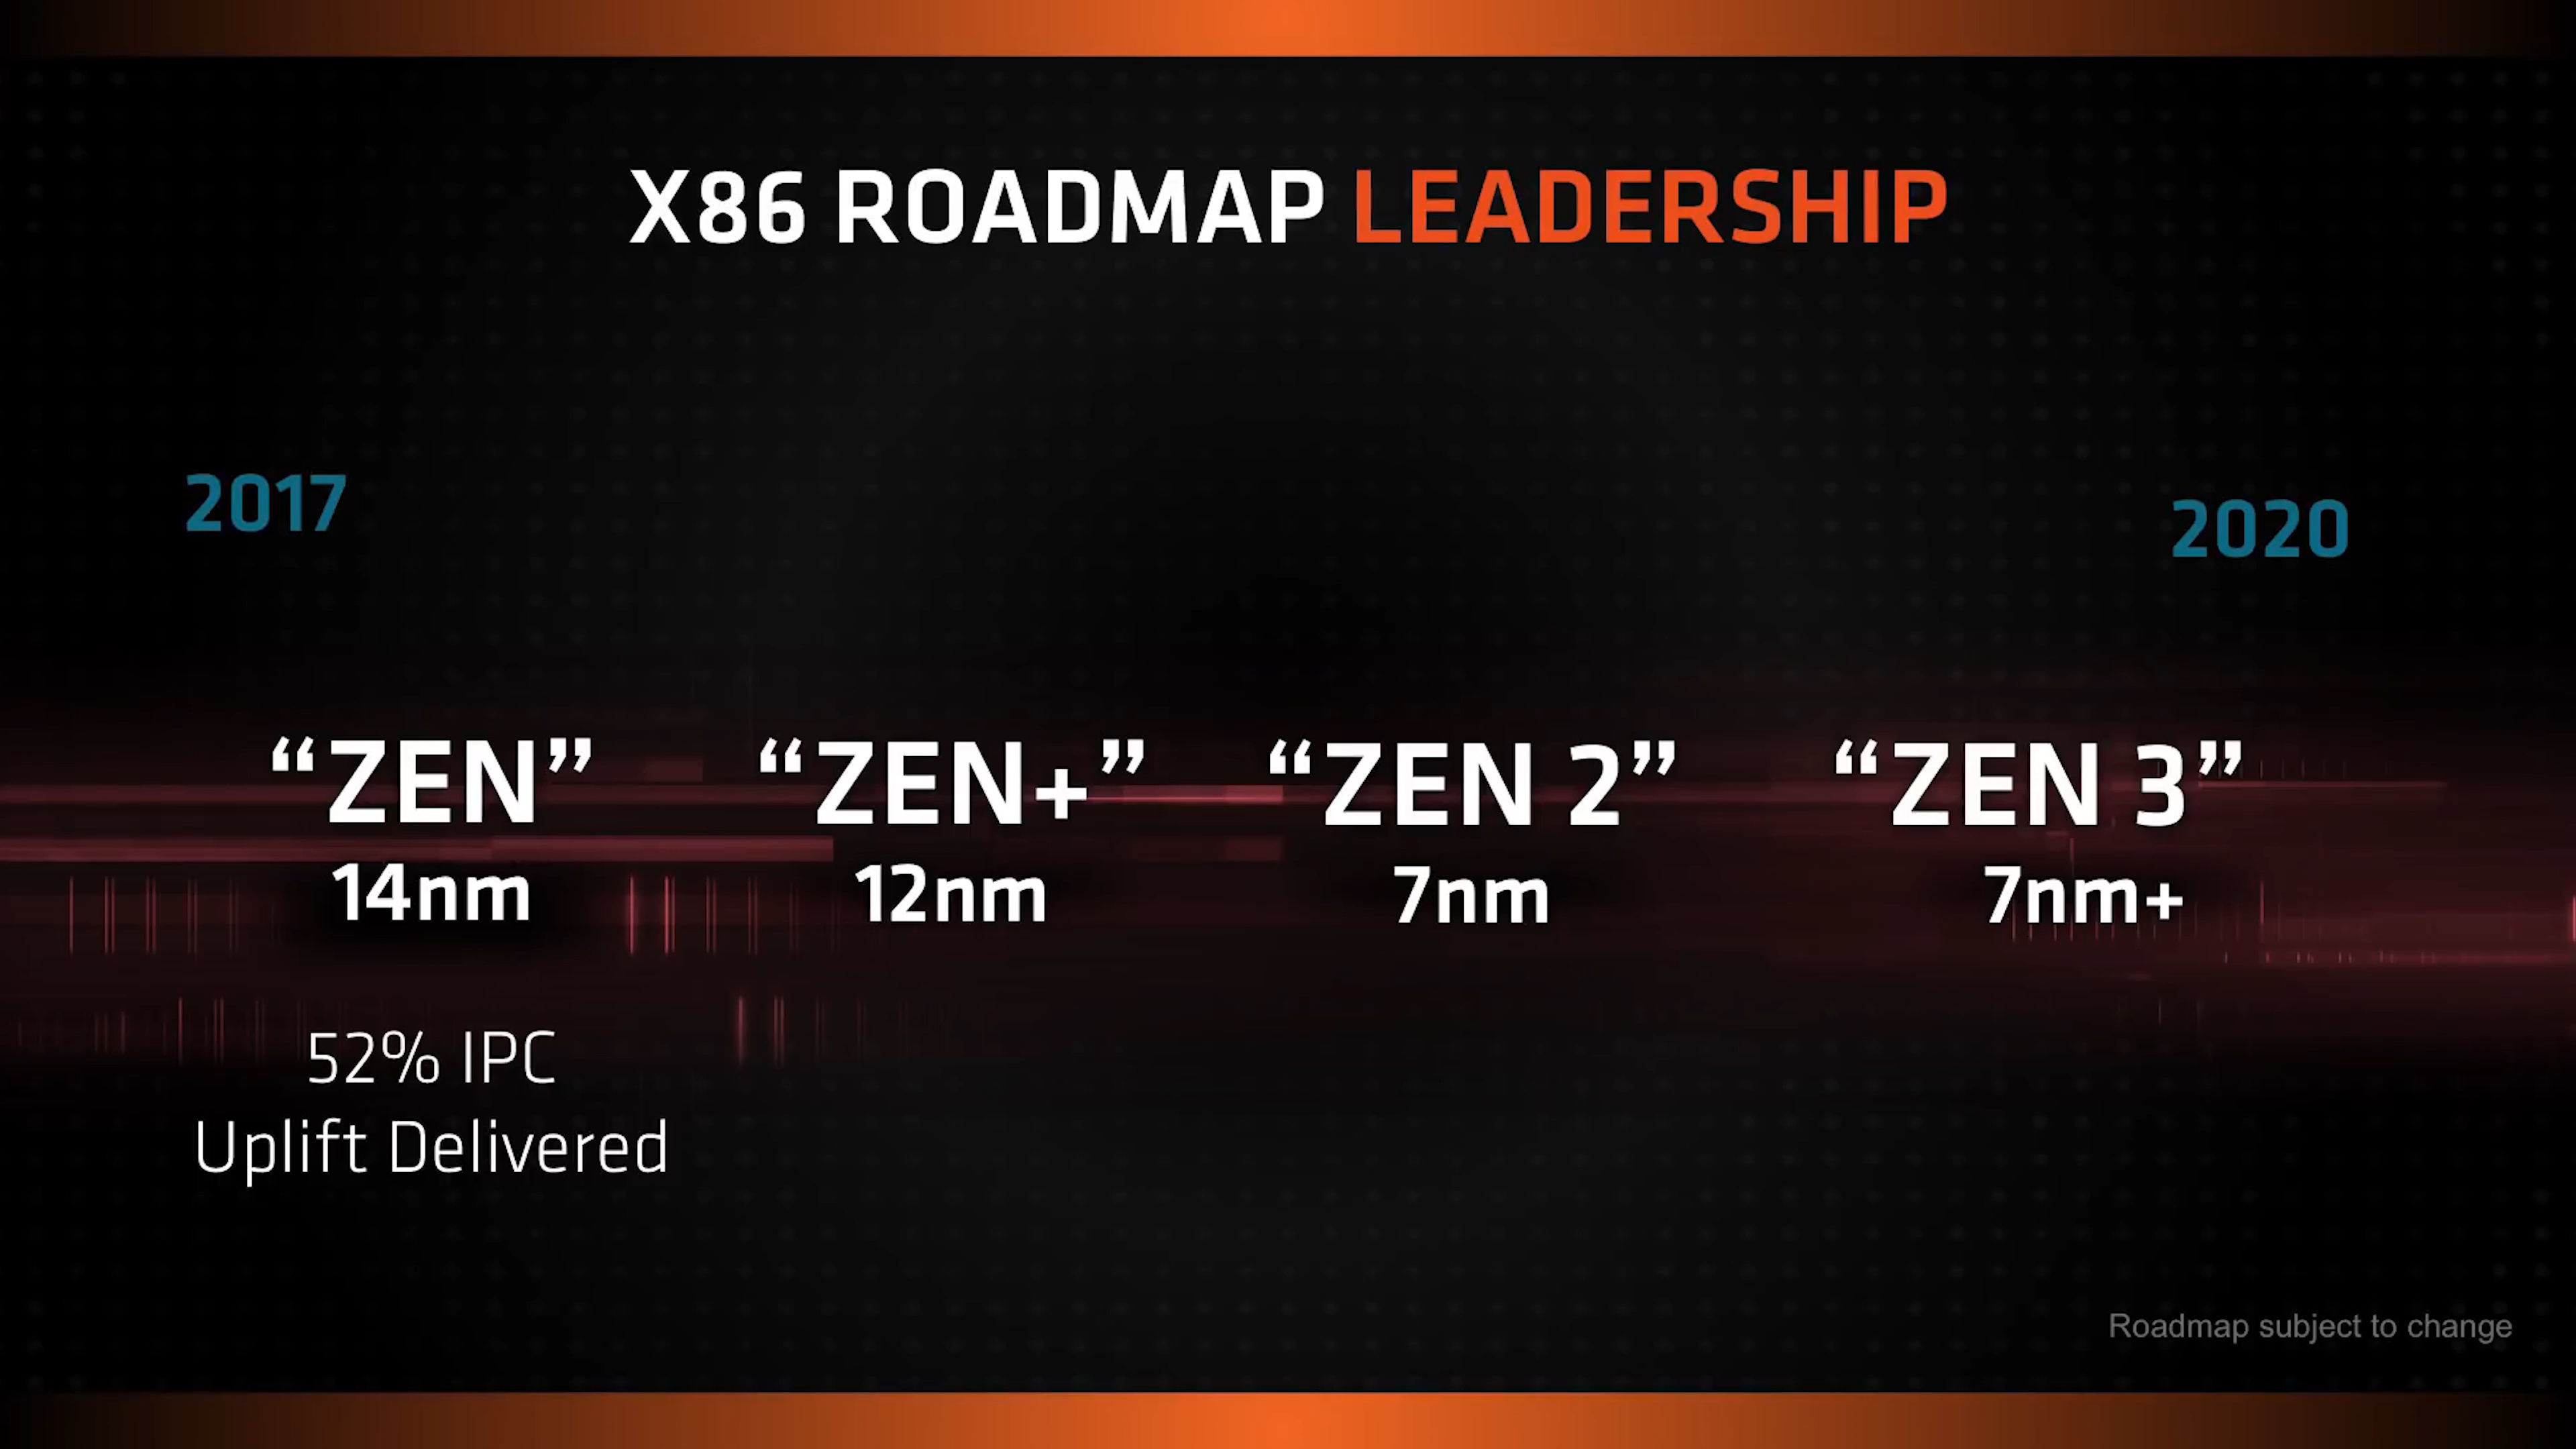 X86 ROADMAP LEADERSHIP
2017
2020
“ZEN” “ZEN+” “ZEN 2” “ZEN 3”
14nm 12nm 7nm 7nm+
52% IPC
Uplift Delivered
Roadmap subject to change